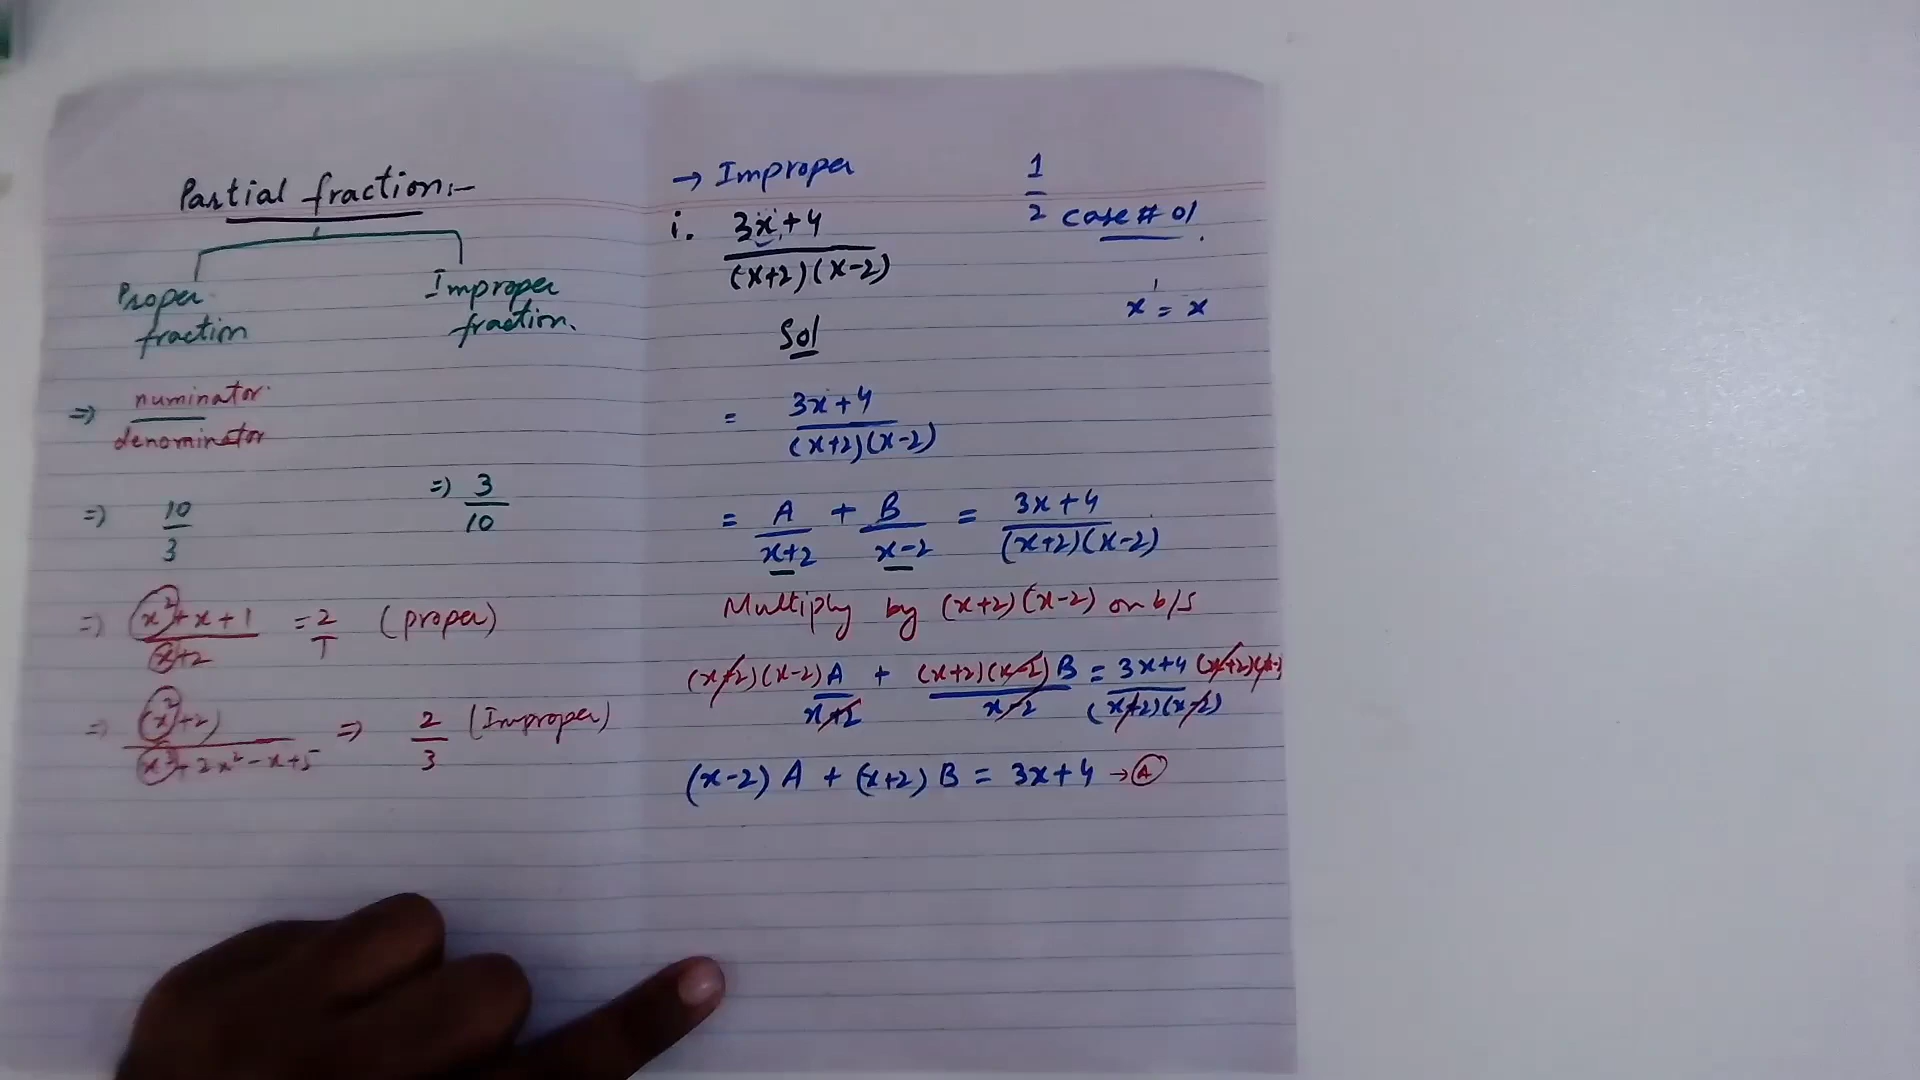 Partial fraction:-
Proper fraction
Improper fraction.
=> numinator / denominator
=> 10/3
=> 3/10
=> x²+x+1 / x+2 = 2/1 (proper)
=> (x²+2) / x³+2x²-x+5 => 2/3 (Improper)
→ Improper
1/2 case # 01.
i. 3x+4 / (x+2)(x-2)
x¹ = x
Sol
= 3x+4 / (x+2)(x-2)
= A/x+2 + B/x-2 = 3x+4 / (x+2)(x-2)
Multiply by (x+2)(x-2) on b/s
(x+2)(x-2)A / x+2 + (x+2)(x-2)B / x-2 = 3x+4 (x+2)(x-2) / (x+2)(x-2)
(x-2)A + (x+2)B = 3x+4 → A